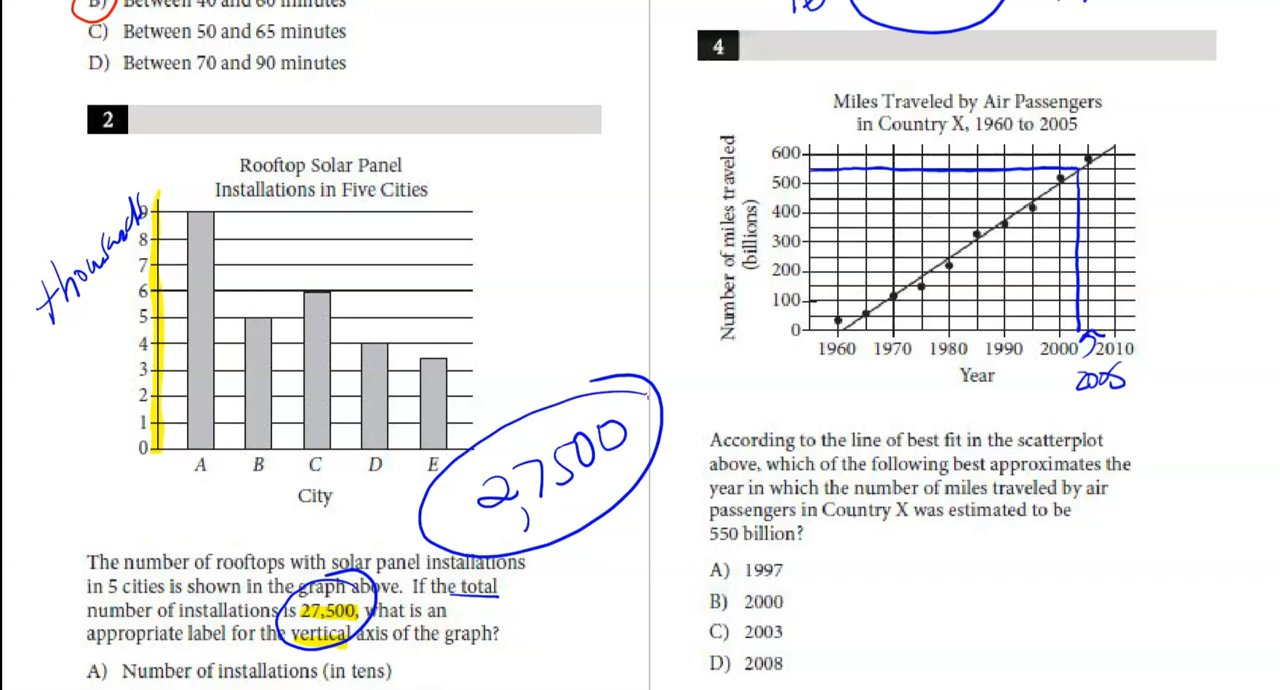 B) Between 40 and 60 minutes
C) Between 50 and 65 minutes
D) Between 70 and 90 minutes
2
Rooftop Solar Panel
Installations in Five Cities
thousands
9
8
7
6
5
4
3
2
1
0
A B C D E
City
27,500
The number of rooftops with solar panel installations
in 5 cities is shown in the graph above. If the total
number of installations is 27,500, what is an
appropriate label for the vertical axis of the graph?
A) Number of installations (in tens)
4
Miles Traveled by Air Passengers
in Country X, 1960 to 2005
Number of miles traveled
(billions)
600
500
400
300
200
100
0
1960 1970 1980 1990 2000 2010
2005
Year
According to the line of best fit in the scatterplot
above, which of the following best approximates the
year in which the number of miles traveled by air
passengers in Country X was estimated to be
550 billion?
A) 1997
B) 2000
C) 2003
D) 2008